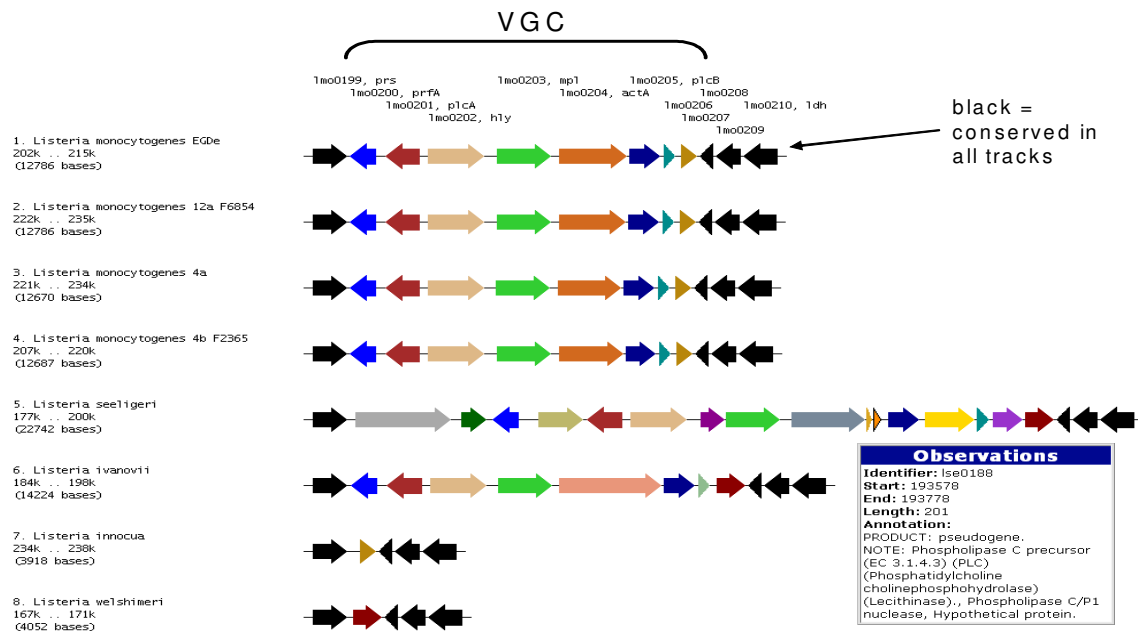 VGC
lmo0199, prs
lmo0200, prfA
lmo0201, plcA
lmo0202, hly
lmo0203, mpl
lmo0204, actA
lmo0205, plcB
lmo0206
lmo0207
lmo0208
lmo0209
lmo0210, ldh
black =
conserved in
all tracks
1. Listeria monocytogenes EGDe
202k .. 215k
(12786 bases)
2. Listeria monocytogenes 12a F6854
222k .. 235k
(12786 bases)
3. Listeria monocytogenes 4a
221k .. 234k
(12670 bases)
4. Listeria monocytogenes 4b F2365
207k .. 220k
(12687 bases)
5. Listeria seeligeri
177k .. 200k
(22742 bases)
6. Listeria ivanovii
184k .. 198k
(14224 bases)
7. Listeria innocua
234k .. 238k
(3918 bases)
8. Listeria welshimeri
167k .. 171k
(4052 bases)
Observations
Identifier: lse0188
Start: 193578
End: 193778
Length: 201
Annotation:
PRODUCT: pseudogene.
NOTE: Phospholipase C precursor
(EC 3.1.4.3) (PLC)
(Phosphatidylcholine
cholinephosphohydrolase)
(Lecithinase)., Phospholipase C/P1
nuclease, Hypothetical protein.